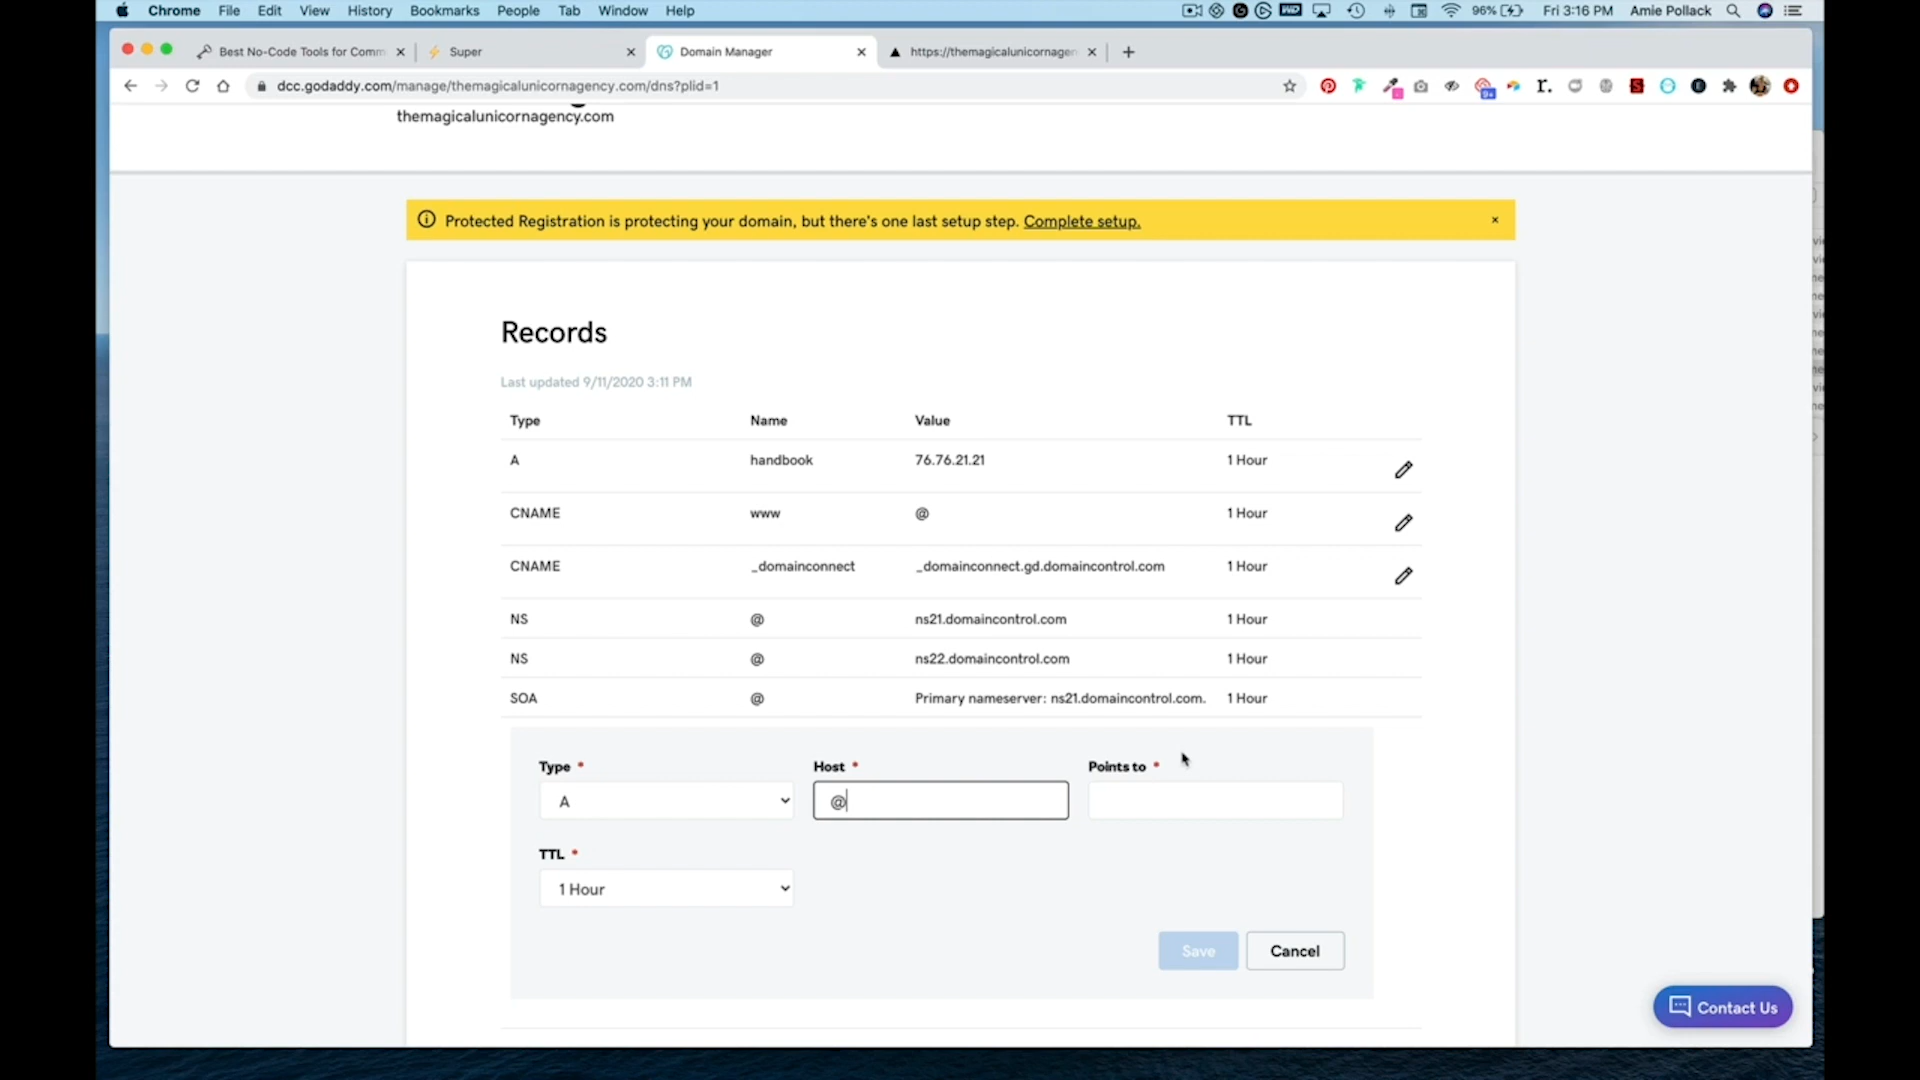 Chrome File Edit View History Bookmarks People Tab Window Help 96% Fri 3:16 PM Amie Pollack
Best No-Code Tools for Comm Super Domain Manager https://themagicalunicornagen
dcc.godaddy.com/manage/themagicalunicornagency.com/dns?plid=1
themagicalunicornagency.com
Protected Registration is protecting your domain, but there's one last setup step. Complete setup.
Records
Last updated 9/11/2020 3:11 PM
Type Name Value TTL
A handbook 76.76.21.21 1 Hour
CNAME www @ 1 Hour
CNAME _domainconnect _domainconnect.gd.domaincontrol.com 1 Hour
NS @ ns21.domaincontrol.com 1 Hour
NS @ ns22.domaincontrol.com 1 Hour
SOA @ Primary nameserver: ns21.domaincontrol.com. 1 Hour
Type * Host * Points to *
A @
TTL *
1 Hour
Save Cancel
Contact Us